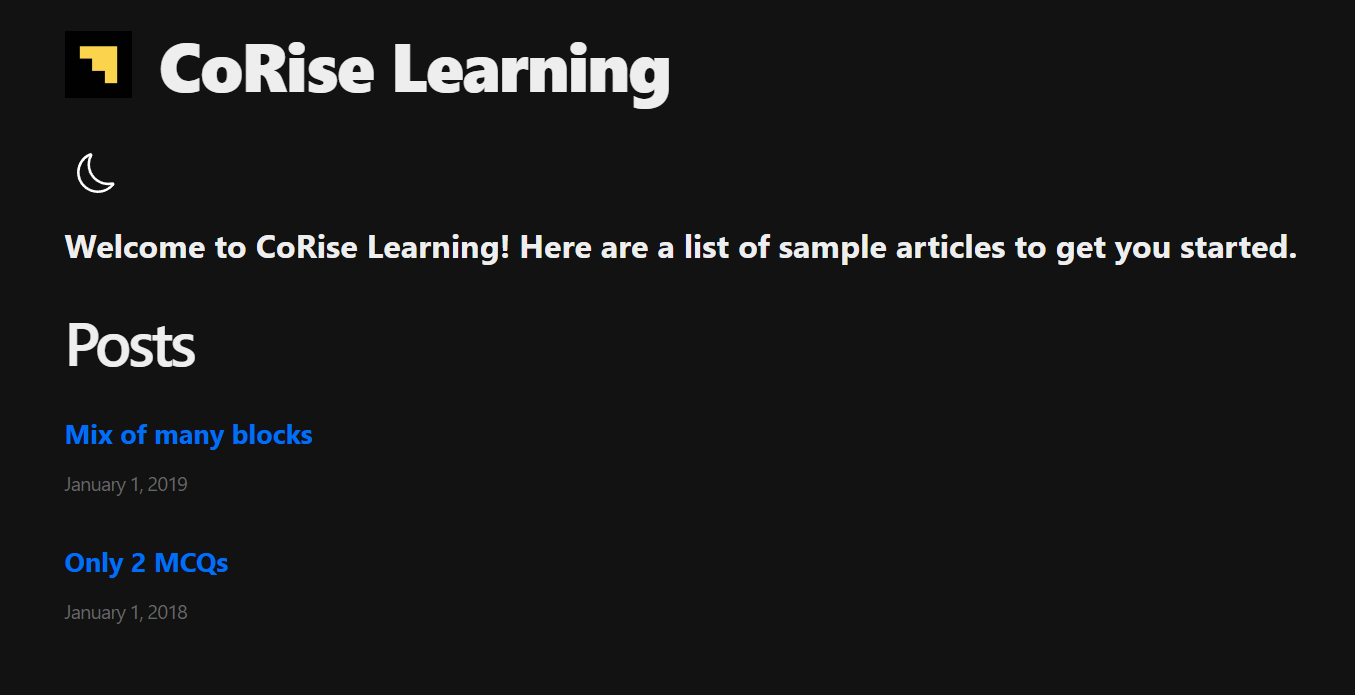 CoRise Learning
Welcome to CoRise Learning! Here are a list of sample articles to get you started.
Posts
Mix of many blocks
January 1, 2019
Only 2 MCQs
January 1, 2018